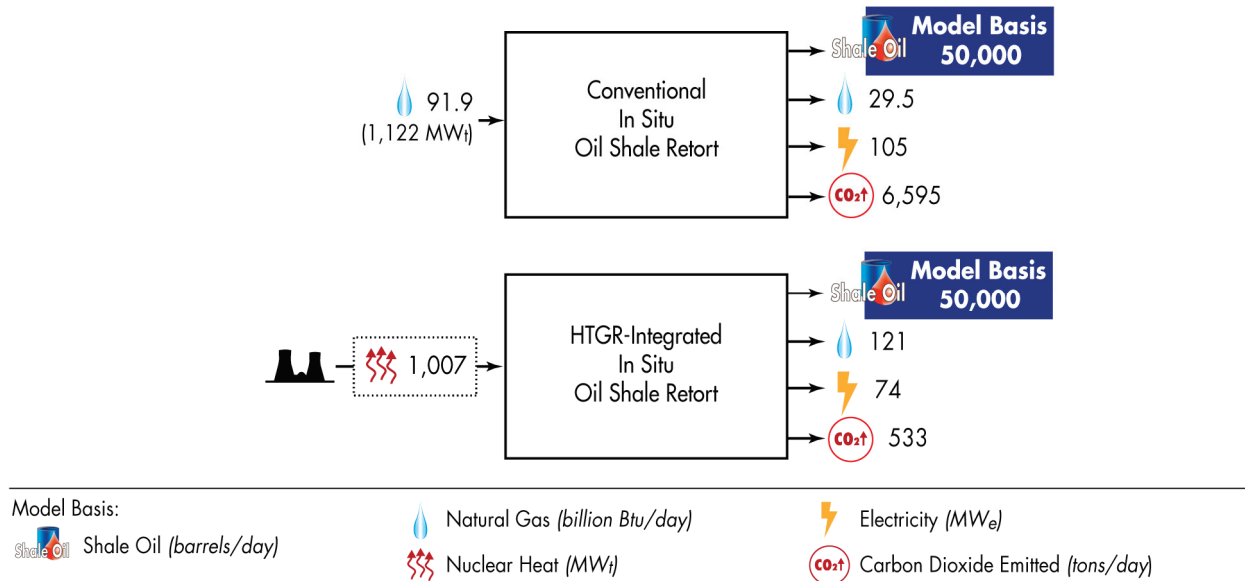 Shale Oil
Model Basis
50,000
91.9
(1,122 MWt)
Conventional
In Situ
Oil Shale Retort
29.5
105
CO2↑ 6,595
Shale Oil
Model Basis
50,000
1,007
HTGR-Integrated
In Situ
Oil Shale Retort
121
74
CO2↑ 533
Model Basis:
Shale Oil Shale Oil (barrels/day)
Natural Gas (billion Btu/day)
Nuclear Heat (MWt)
Electricity (MWe)
CO2↑ Carbon Dioxide Emitted (tons/day)